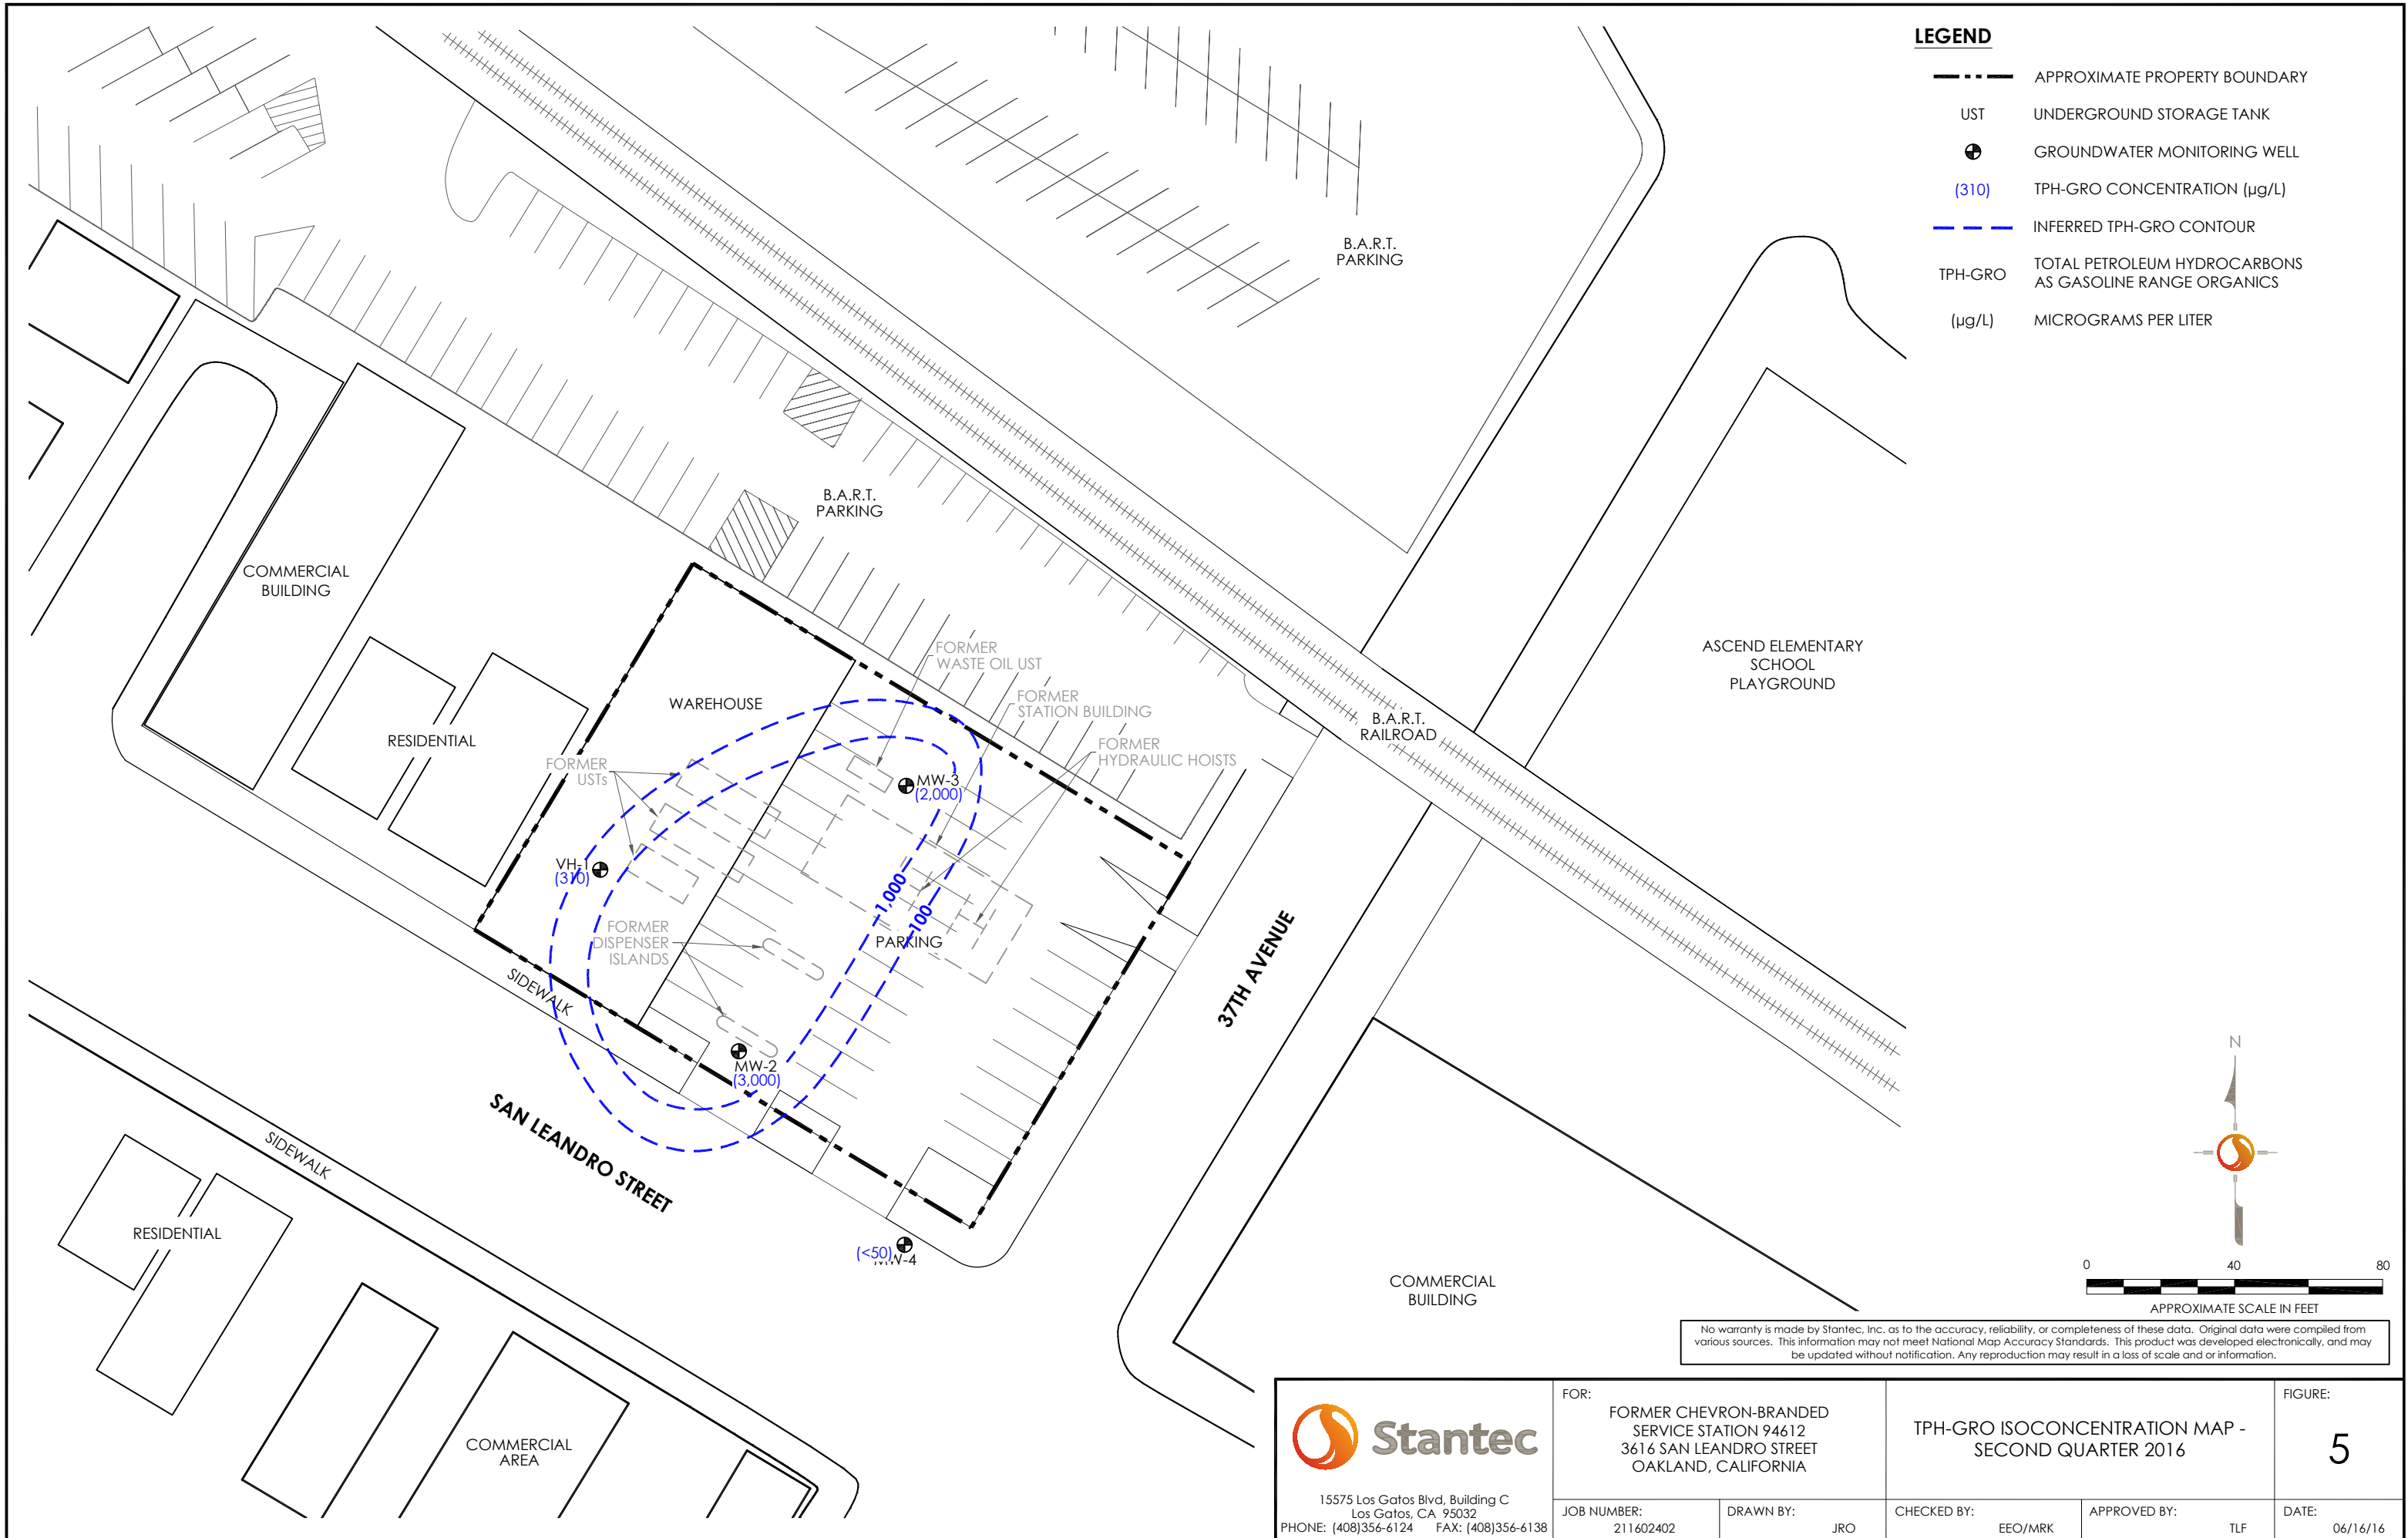 LEGEND
APPROXIMATE PROPERTY BOUNDARY
UST UNDERGROUND STORAGE TANK
GROUNDWATER MONITORING WELL
(310) TPH-GRO CONCENTRATION (µg/L)
INFERRED TPH-GRO CONTOUR
TPH-GRO TOTAL PETROLEUM HYDROCARBONS
AS GASOLINE RANGE ORGANICS
(µg/L) MICROGRAMS PER LITER
B.A.R.T.
PARKING
B.A.R.T.
PARKING
COMMERCIAL
BUILDING
RESIDENTIAL
WAREHOUSE
FORMER
WASTE OIL UST
FORMER
STATION BUILDING
FORMER
HYDRAULIC HOISTS
B.A.R.T.
RAILROAD
ASCEND ELEMENTARY
SCHOOL
PLAYGROUND
FORMER
USTs
MW-3
(2,000)
VH-1
(310)
1,000
100
FORMER
DISPENSER
ISLANDS
PARKING
SIDEWALK
37TH AVENUE
MW-2
(3,000)
SAN LEANDRO STREET
SIDEWALK
RESIDENTIAL
(<50)
MW-4
COMMERCIAL
BUILDING
COMMERCIAL
AREA
N
0 40 80
APPROXIMATE SCALE IN FEET
No warranty is made by Stantec, Inc. as to the accuracy, reliability, or completeness of these data. Original data were compiled from
various sources. This information may not meet National Map Accuracy Standards. This product was developed electronically, and may
be updated without notification. Any reproduction may result in a loss of scale and or information.
Stantec
15575 Los Gatos Blvd, Building C
Los Gatos, CA 95032
PHONE: (408)356-6124 FAX: (408)356-6138
FOR:
FORMER CHEVRON-BRANDED
SERVICE STATION 94612
3616 SAN LEANDRO STREET
OAKLAND, CALIFORNIA
TPH-GRO ISOCONCENTRATION MAP -
SECOND QUARTER 2016
FIGURE:
5
JOB NUMBER:
211602402
DRAWN BY:
JRO
CHECKED BY:
EEO/MRK
APPROVED BY:
TLF
DATE:
06/16/16